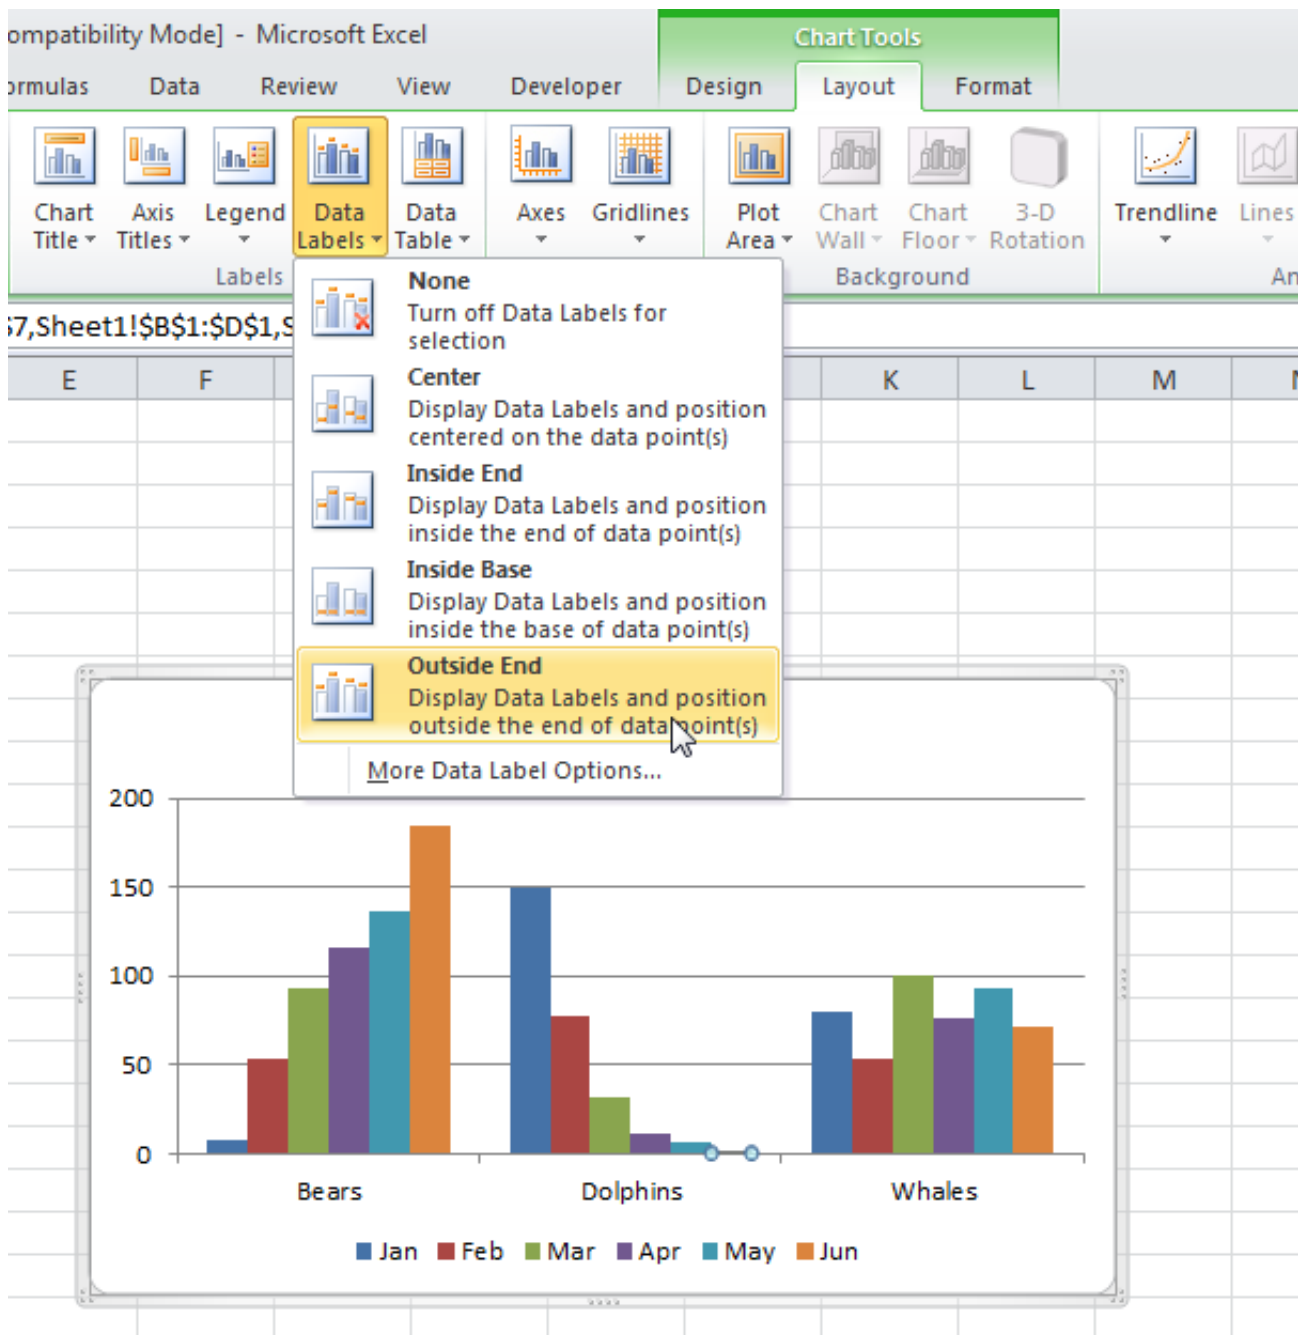 ompatibility Mode] - Microsoft Excel
Chart Tools
ormulas Data Review View Developer Design Layout Format
Chart Title
Axis Titles
Legend
Data Labels
Data Table
Axes
Gridlines
Plot Area
Chart Wall
Chart Floor
3-D Rotation
Trendline
Lines
Labels Background An
$7,Sheet1!$B$1:$D$1,S
E F K L M N
None
Turn off Data Labels for
selection
Center
Display Data Labels and position
centered on the data point(s)
Inside End
Display Data Labels and position
inside the end of data point(s)
Inside Base
Display Data Labels and position
inside the base of data point(s)
Outside End
Display Data Labels and position
outside the end of data point(s)
More Data Label Options...
200
150
100
50
0
Bears Dolphins Whales
Jan Feb Mar Apr May Jun